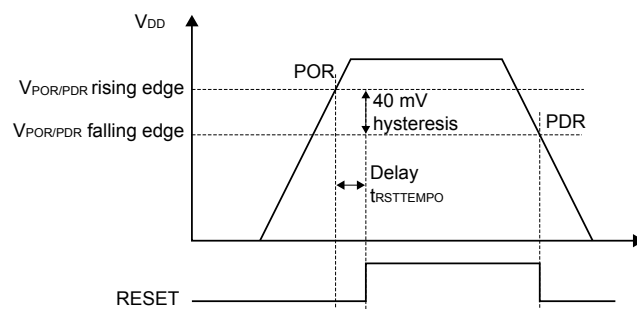 VDD
POR
VPOR/PDR rising edge
40 mV
hysteresis
VPOR/PDR falling edge
PDR
Delay
tRSTTEMPO
RESET